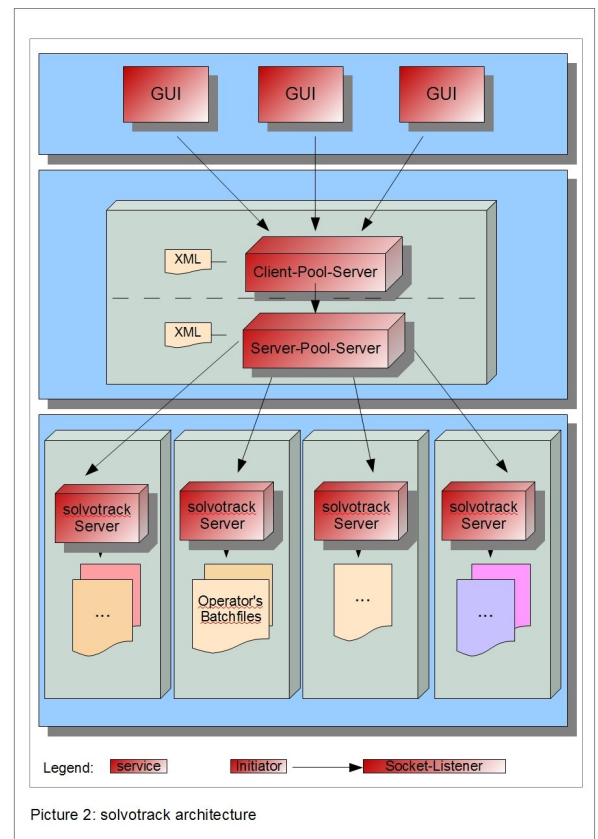 GUI
GUI
GUI
XML
Client-Pool-Server
XML
Server-Pool-Server
solvotrack
Server
solvotrack
Server
solvotrack
Server
solvotrack
Server
...
Operator's
Batchfiles
...
...
Legend:
service
Initiator
Socket-Listener
Picture 2: solvotrack architecture